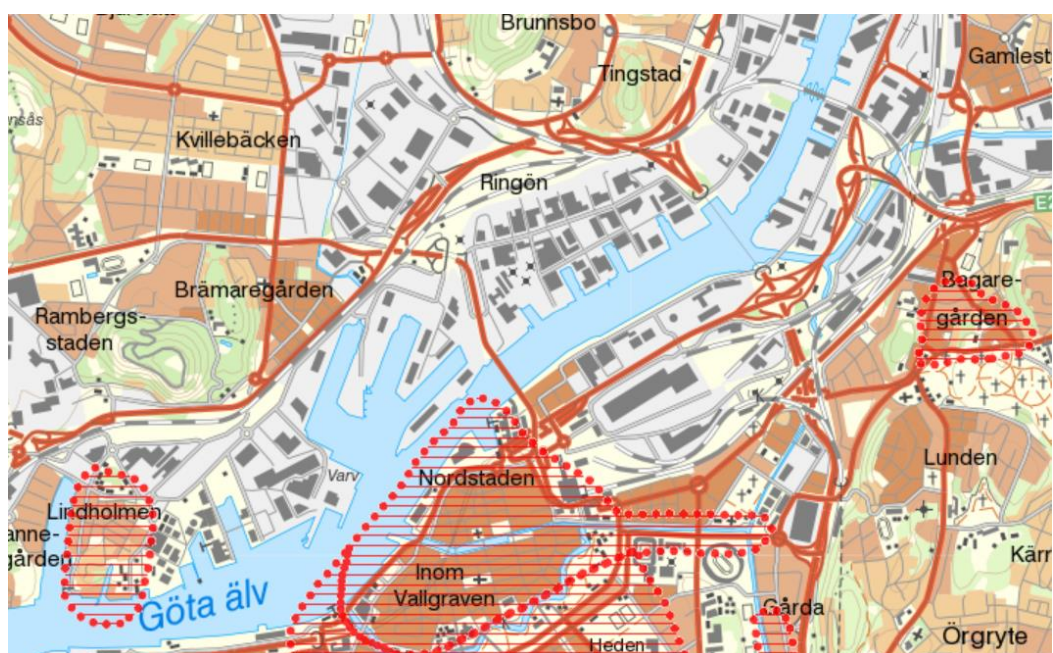 Brunnsbo
Gamlest
Tingstad
Kvillebäcken
Ringön
E2
Brämaregården
Bagare-
gården
Rambergs-
staden
Nordstaden
Varv
Lunden
Lindholmen
anne-
gården
Inom
Vallgraven
Göta älv
Kärr
Gårda
Heden
Örgryte